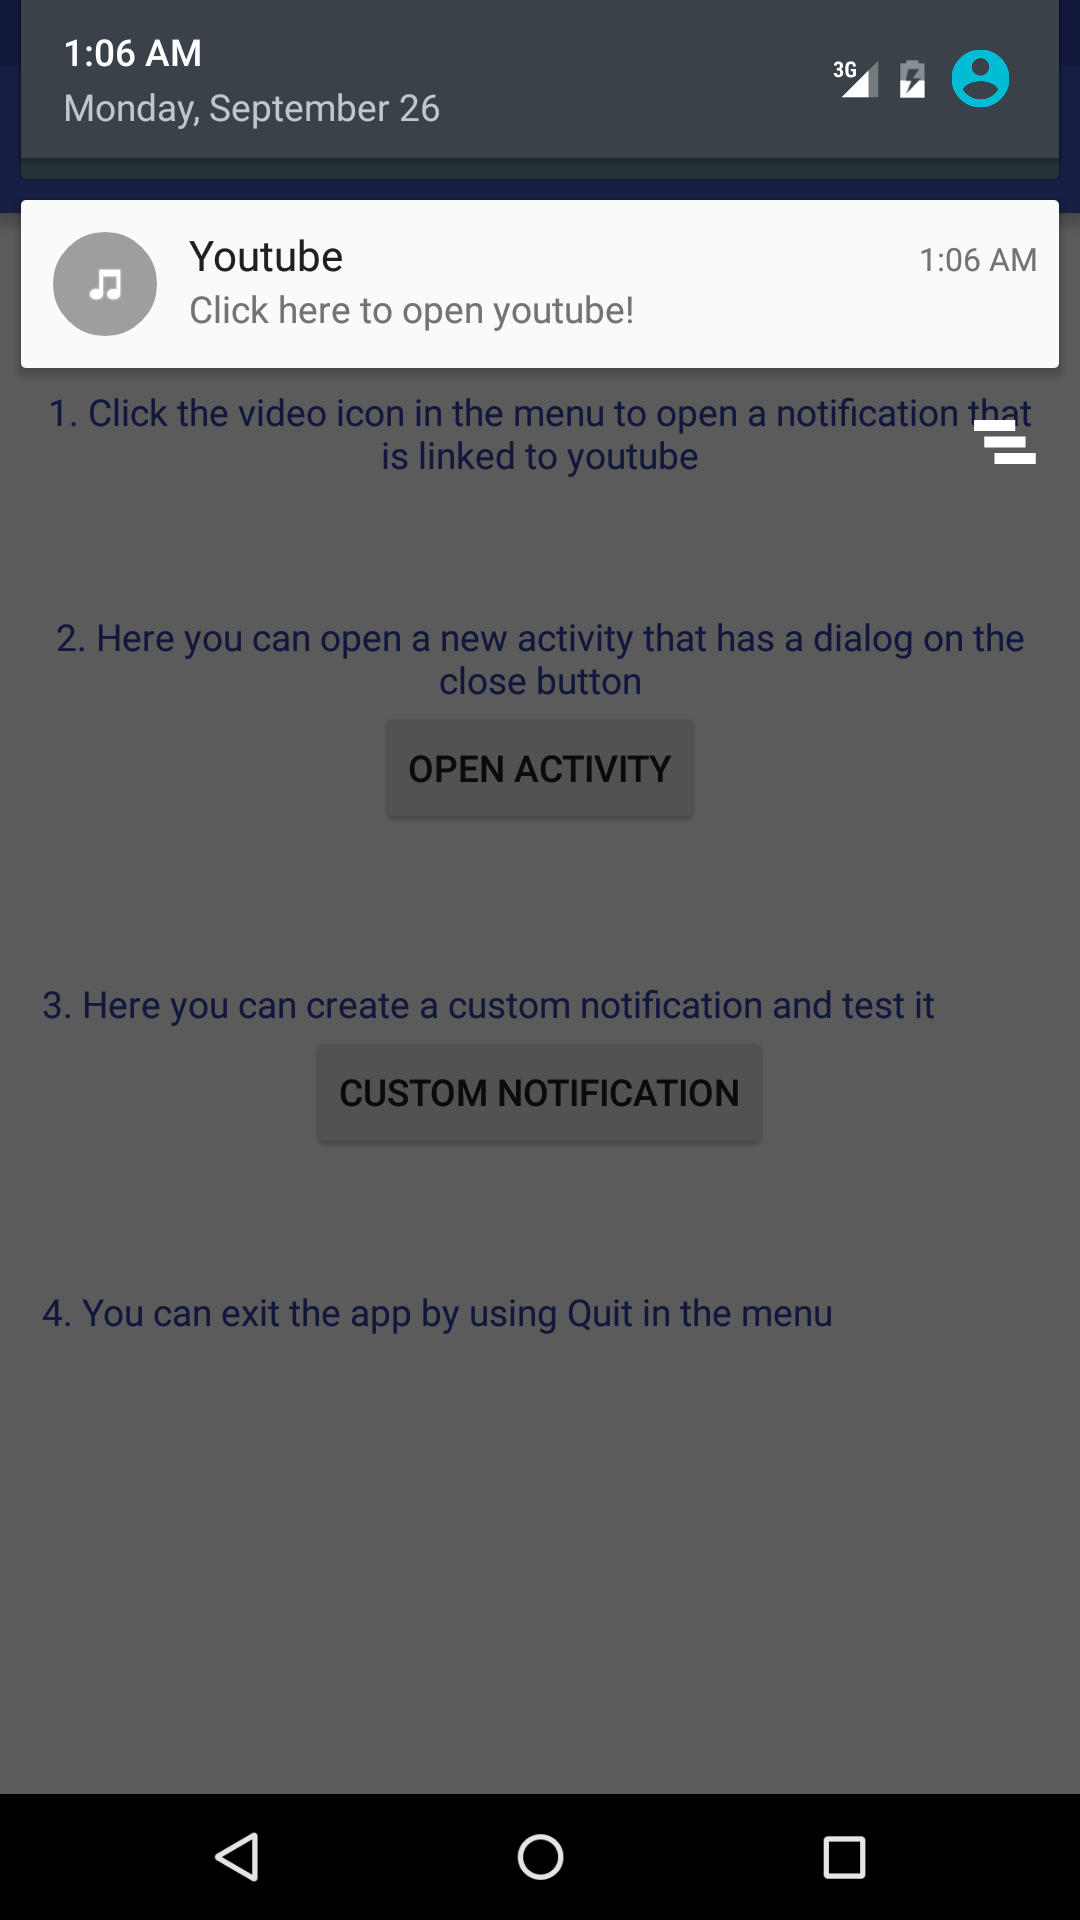 1:06 AM
Monday, September 26
3G
Youtube
1:06 AM
Click here to open youtube!
1. Click the video icon in the menu to open a notification that
is linked to youtube
2. Here you can open a new activity that has a dialog on the
close button
OPEN ACTIVITY
3. Here you can create a custom notification and test it
CUSTOM NOTIFICATION
4. You can exit the app by using Quit in the menu